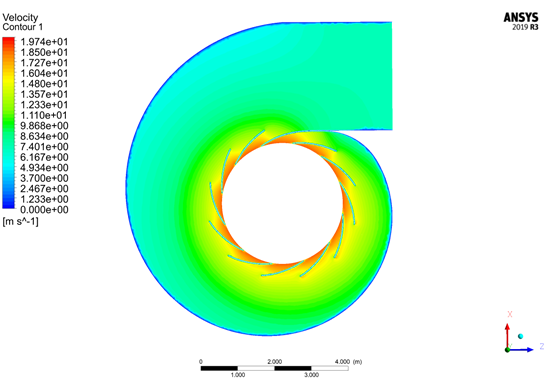 Velocity
Contour 1
1.974e+01
1.850e+01
1.727e+01
1.604e+01
1.480e+01
1.357e+01
1.233e+01
1.110e+01
9.868e+00
8.634e+00
7.401e+00
6.167e+00
4.934e+00
3.700e+00
2.467e+00
1.233e+00
0.000e+00
[m s^-1]
ANSYS
2019 R3
X
Z
0 2.000 4.000 (m)
1.000 3.000